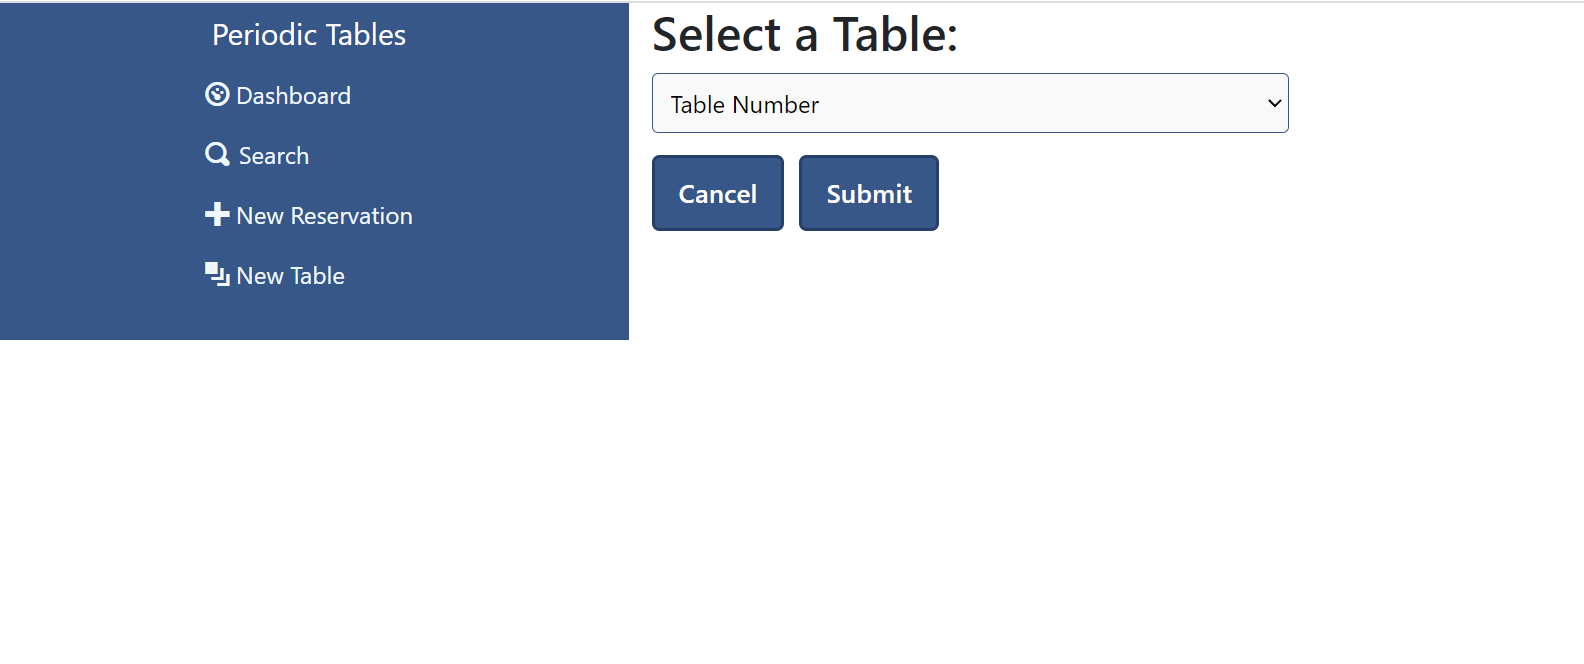 Periodic Tables
Dashboard
Search
New Reservation
New Table
Select a Table:
Table Number
Cancel
Submit